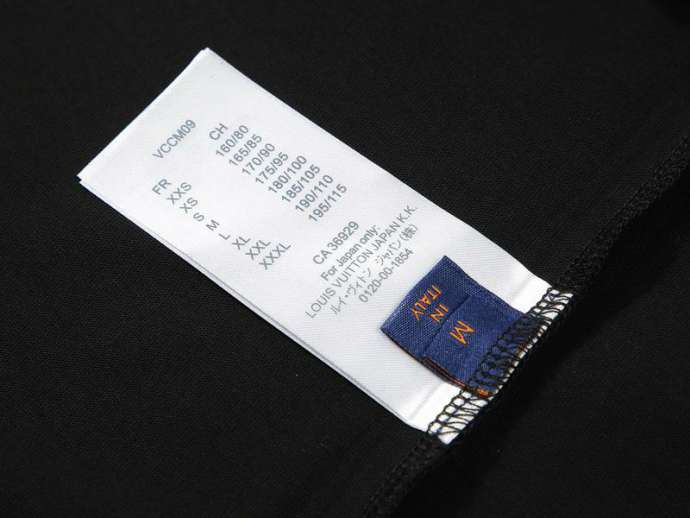 VCCM09
FR CH
XXS 160/80
XS 165/85
S 170/90
M 175/95
L 180/100
XL 185/105
XXL 190/110
XXXL 195/115
CA 36929
For Japan only:
LOUIS VUITTON JAPAN K.K.
ルイ・ヴィトン ジャパン(株)
0120-00-1854
IN
ITALY
M